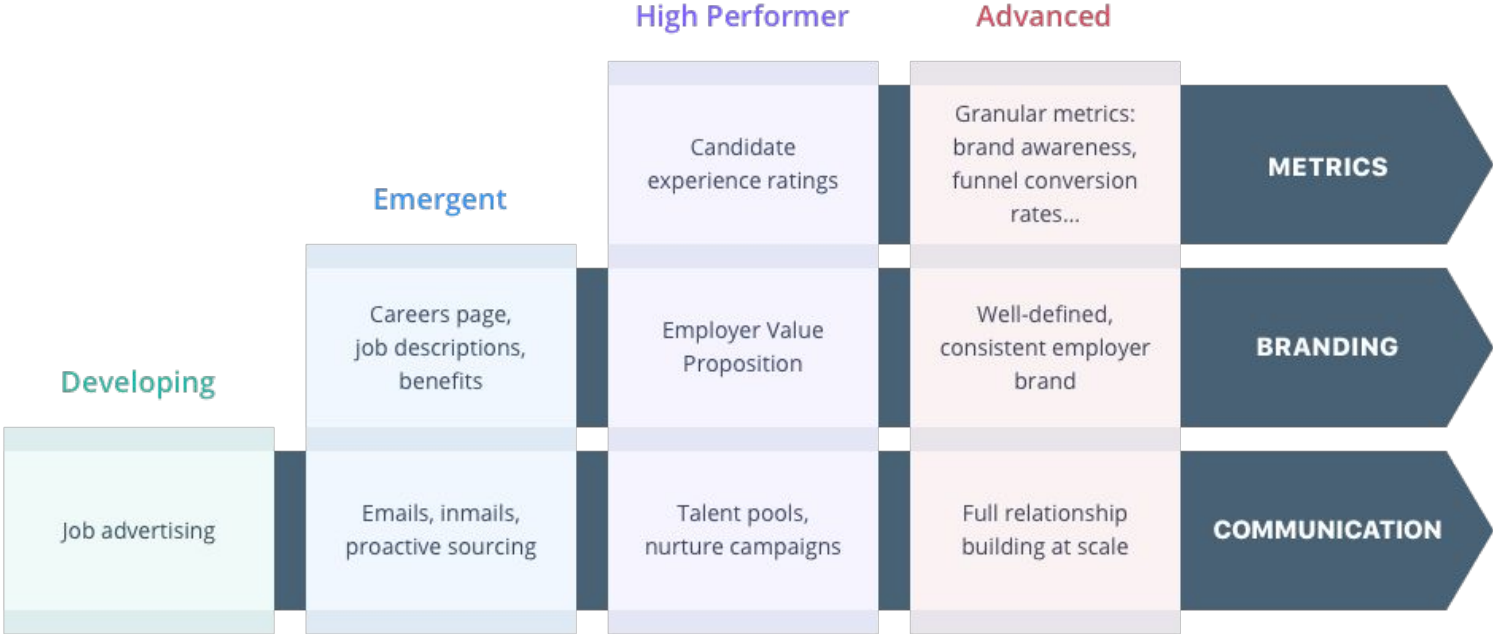 High Performer
Advanced
Candidate
experience ratings
Granular metrics:
brand awareness,
funnel conversion
rates...
METRICS
Emergent
Careers page,
job descriptions,
benefits
Employer Value
Proposition
Well-defined,
consistent employer
brand
BRANDING
Developing
Job advertising
Emails, inmails,
proactive sourcing
Talent pools,
nurture campaigns
Full relationship
building at scale
COMMUNICATION